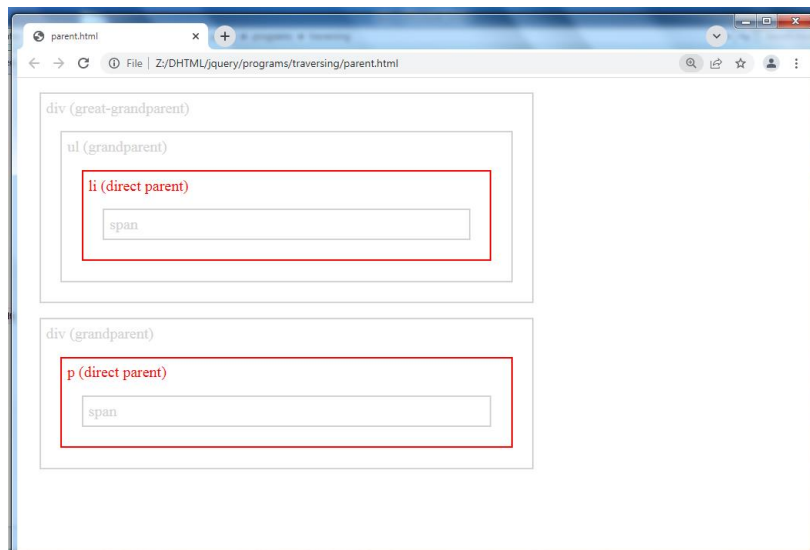 parent.html
File | Z:/DHTML/jquery/programs/traversing/parent.html
div (great-grandparent)
ul (grandparent)
li (direct parent)
span
div (grandparent)
p (direct parent)
span